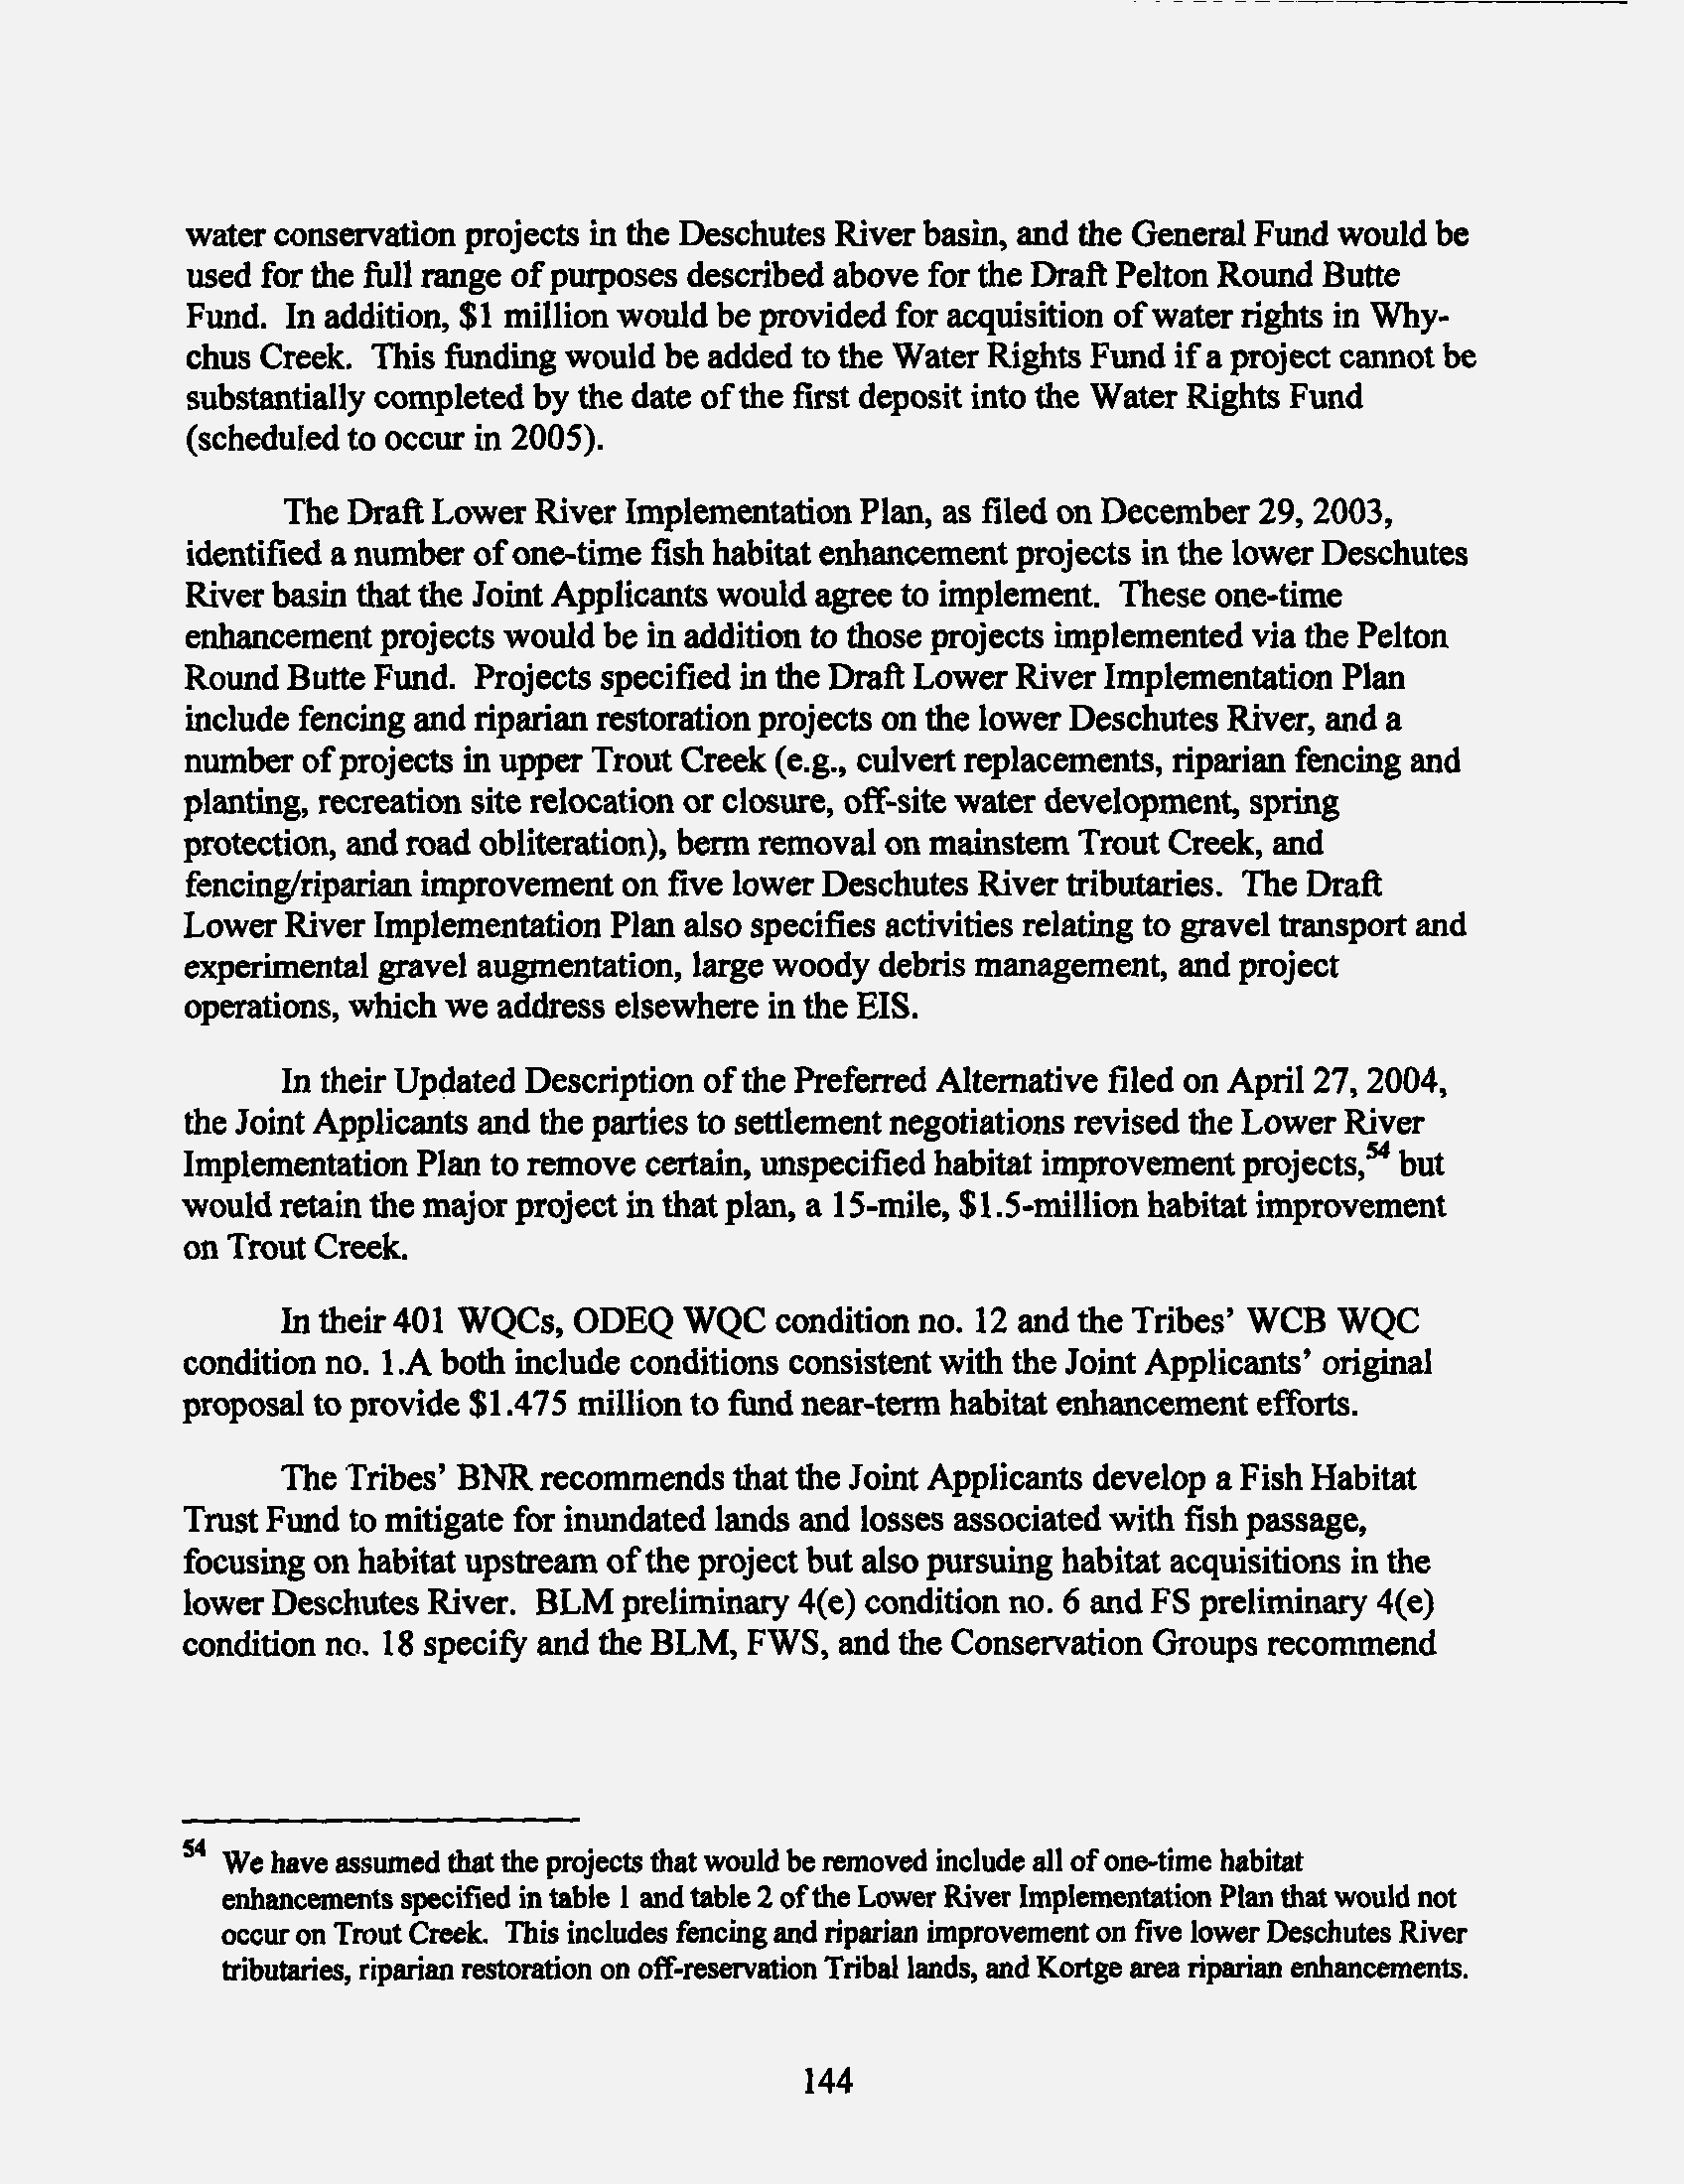 water conservation projects in the Deschutes River basin, and the General Fund would be
used for the full range of purposes described above for the Draft Pelton Round Butte
Fund. In addition, $1 million would be provided for acquisition of water rights in Why-
chus Creek. This funding would be added to the Water Rights Fund if a project cannot be
substantially completed by the date of the first deposit into the Water Rights Fund
(scheduled to occur in 2005).
The Draft Lower River Implementation Plan, as filed on December 29, 2003,
identified a number of one-time fish habitat enhancement projects in the lower Deschutes
River basin that the Joint Applicants would agree to implement. These one-time
enhancement projects would be in addition to those projects implemented via the Pelton
Round Butte Fund. Projects specified in the Draft Lower River Implementation Plan
include fencing and riparian restoration projects on the lower Deschutes River, and a
number of projects in upper Trout Creek (e.g., culvert replacements, riparian fencing and
planting, recreation site relocation or closure, off-site water development, spring
protection, and road obliteration), berm removal on mainstem Trout Creek, and
fencing/riparian improvement on five lower Deschutes River tributaries. The Draft
Lower River Implementation Plan also specifies activities relating to gravel transport and
experimental gravel augmentation, large woody debris management, and project
operations, which we address elsewhere in the EIS.
In their Updated Description of the Preferred Alternative filed on April 27, 2004,
the Joint Applicants and the parties to settlement negotiations revised the Lower River
Implementation Plan to remove certain, unspecified habitat improvement projects,54 but
would retain the major project in that plan, a 15-mile, $1.5-million habitat improvement
on Trout Creek.
In their 401 WQCs, ODEQ WQC condition no. 12 and the Tribes' WCB WQC
condition no. 1.A both include conditions consistent with the Joint Applicants' original
proposal to provide $1.475 million to fund near-term habitat enhancement efforts.
The Tribes' BNR recommends that the Joint Applicants develop a Fish Habitat
Trust Fund to mitigate for inundated lands and losses associated with fish passage,
focusing on habitat upstream of the project but also pursuing habitat acquisitions in the
lower Deschutes River. BLM preliminary 4(e) condition no. 6 and FS preliminary 4(e)
condition no. 18 specify and the BLM, FWS, and the Conservation Groups recommend
54 We have assumed that the projects that would be removed include all of one-time habitat
enhancements specified in table 1 and table 2 of the Lower River Implementation Plan that would not
occur on Trout Creek. This includes fencing and riparian improvement on five lower Deschutes River
tributaries, riparian restoration on off-reservation Tribal lands, and Kortge area riparian enhancements.
144